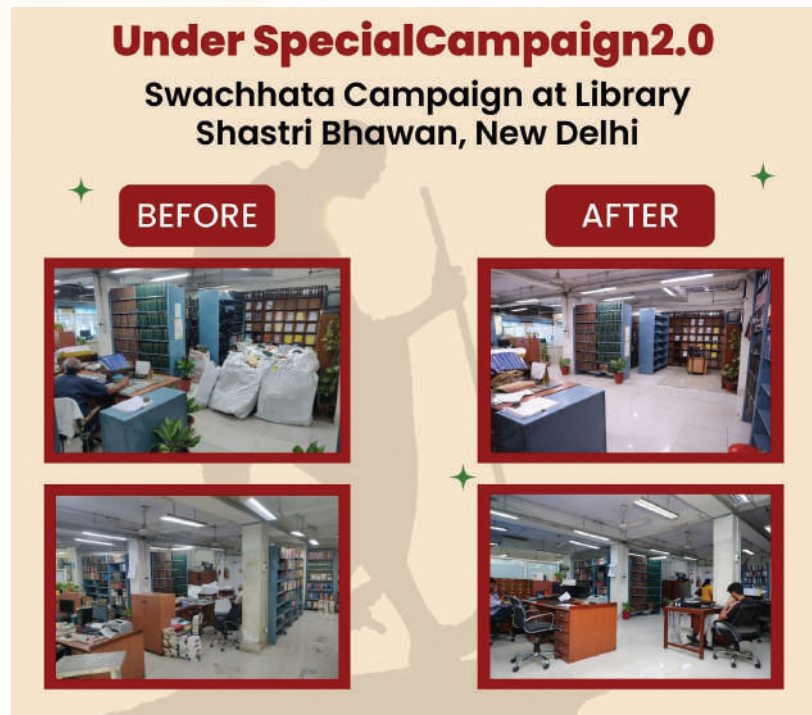 Under SpecialCampaign2.0
Swachhata Campaign at Library
Shastri Bhawan, New Delhi
BEFORE
AFTER